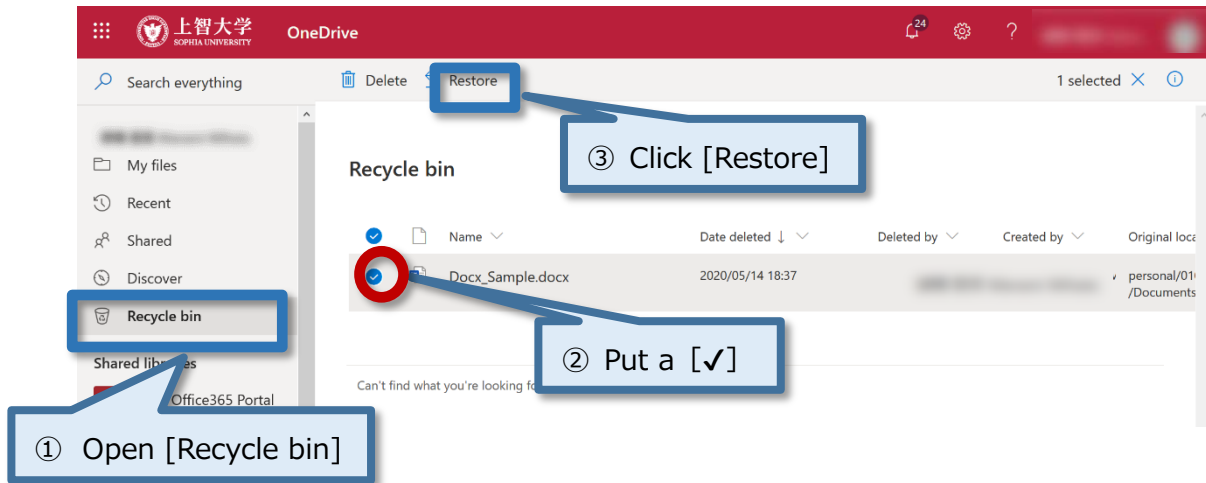 上智大学
SOPHIA UNIVERSITY
OneDrive
24
?
Search everything
Delete
Restore
1 selected
③ Click [Restore]
My files
Recent
Shared
Discover
Recycle bin
Shared
Office365 Portal
Recycle bin
Name
Date deleted ↓
Deleted by
Created by
Original loca
Docx_Sample.docx
2020/05/14 18:37
personal/01
/Documents
② Put a [✓]
Can't find what you're looking fo
① Open [Recycle bin]